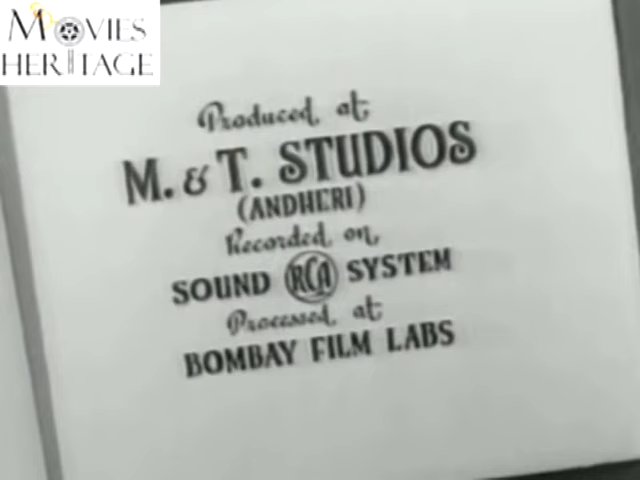 MOVIES
HERITAGE
Produced at
M. & T. STUDIOS
(ANDHERI)
Recorded on
SOUND RCA SYSTEM
Processed at
BOMBAY FILM LABS